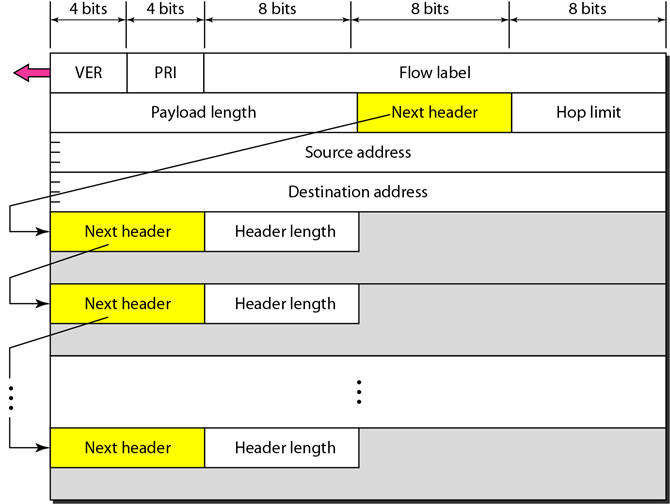 4 bits 4 bits 8 bits 8 bits 8 bits
VER PRI Flow label
Payload length Next header Hop limit
Source address
Destination address
Next header Header length
Next header Header length
Next header Header length